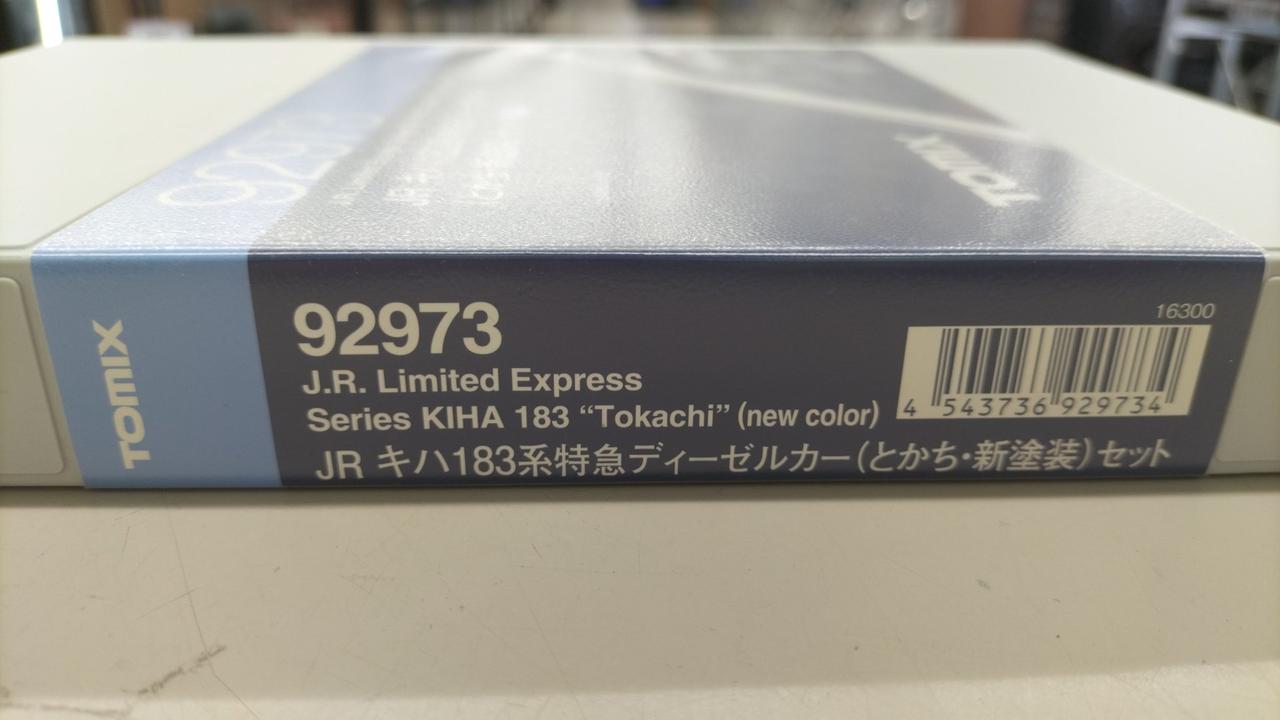 TOMIX
92973
TOMIX
92973
J.R. Limited Express
Series KIHA 183 “Tokachi” (new color)
JR キハ183系特急ディーゼルカー(とかち・新塗装)セット
16300
4 543736 929734